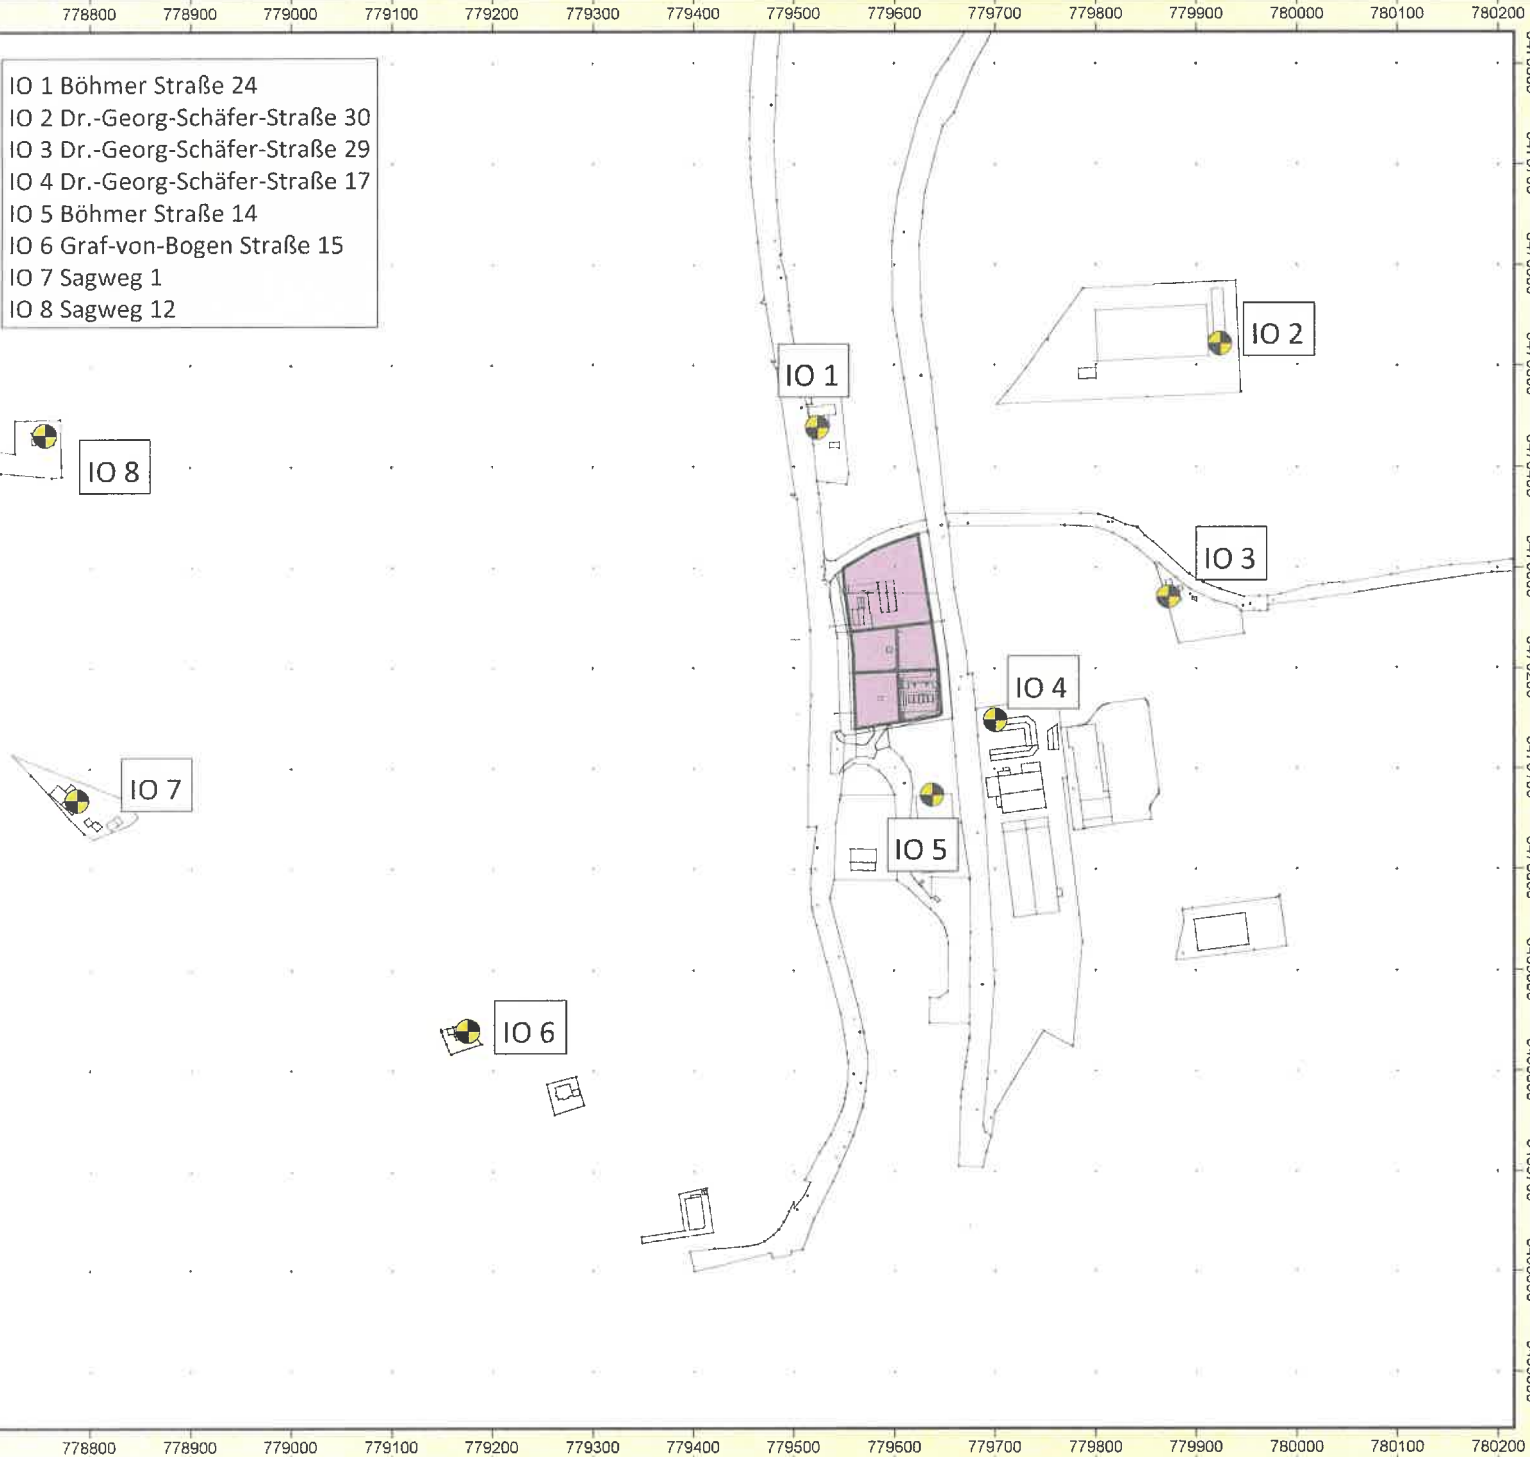 778800 778900 779000 779100 779200 779300 779400 779500 779600 779700 779800 779900 780000 780100 780200
IO 1 Böhmer Straße 24
IO 2 Dr.-Georg-Schäfer-Straße 30
IO 3 Dr.-Georg-Schäfer-Straße 29
IO 4 Dr.-Georg-Schäfer-Straße 17
IO 5 Böhmer Straße 14
IO 6 Graf-von-Bogen Straße 15
IO 7 Sagweg 1
IO 8 Sagweg 12
IO 2
IO 1
IO 8
IO 3
IO 4
IO 7
IO 5
IO 6
778800 778900 779000 779100 779200 779300 779400 779500 779600 779700 779800 779900 780000 780100 780200